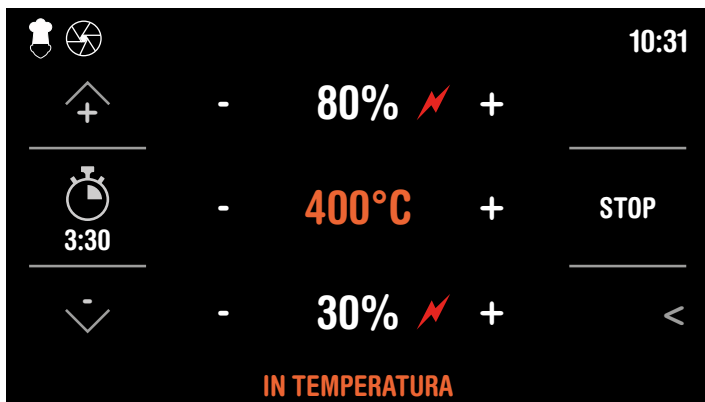 10:31
+ - 80% +
3:30 - 400°C + STOP
- - 30% + <
IN TEMPERATURA